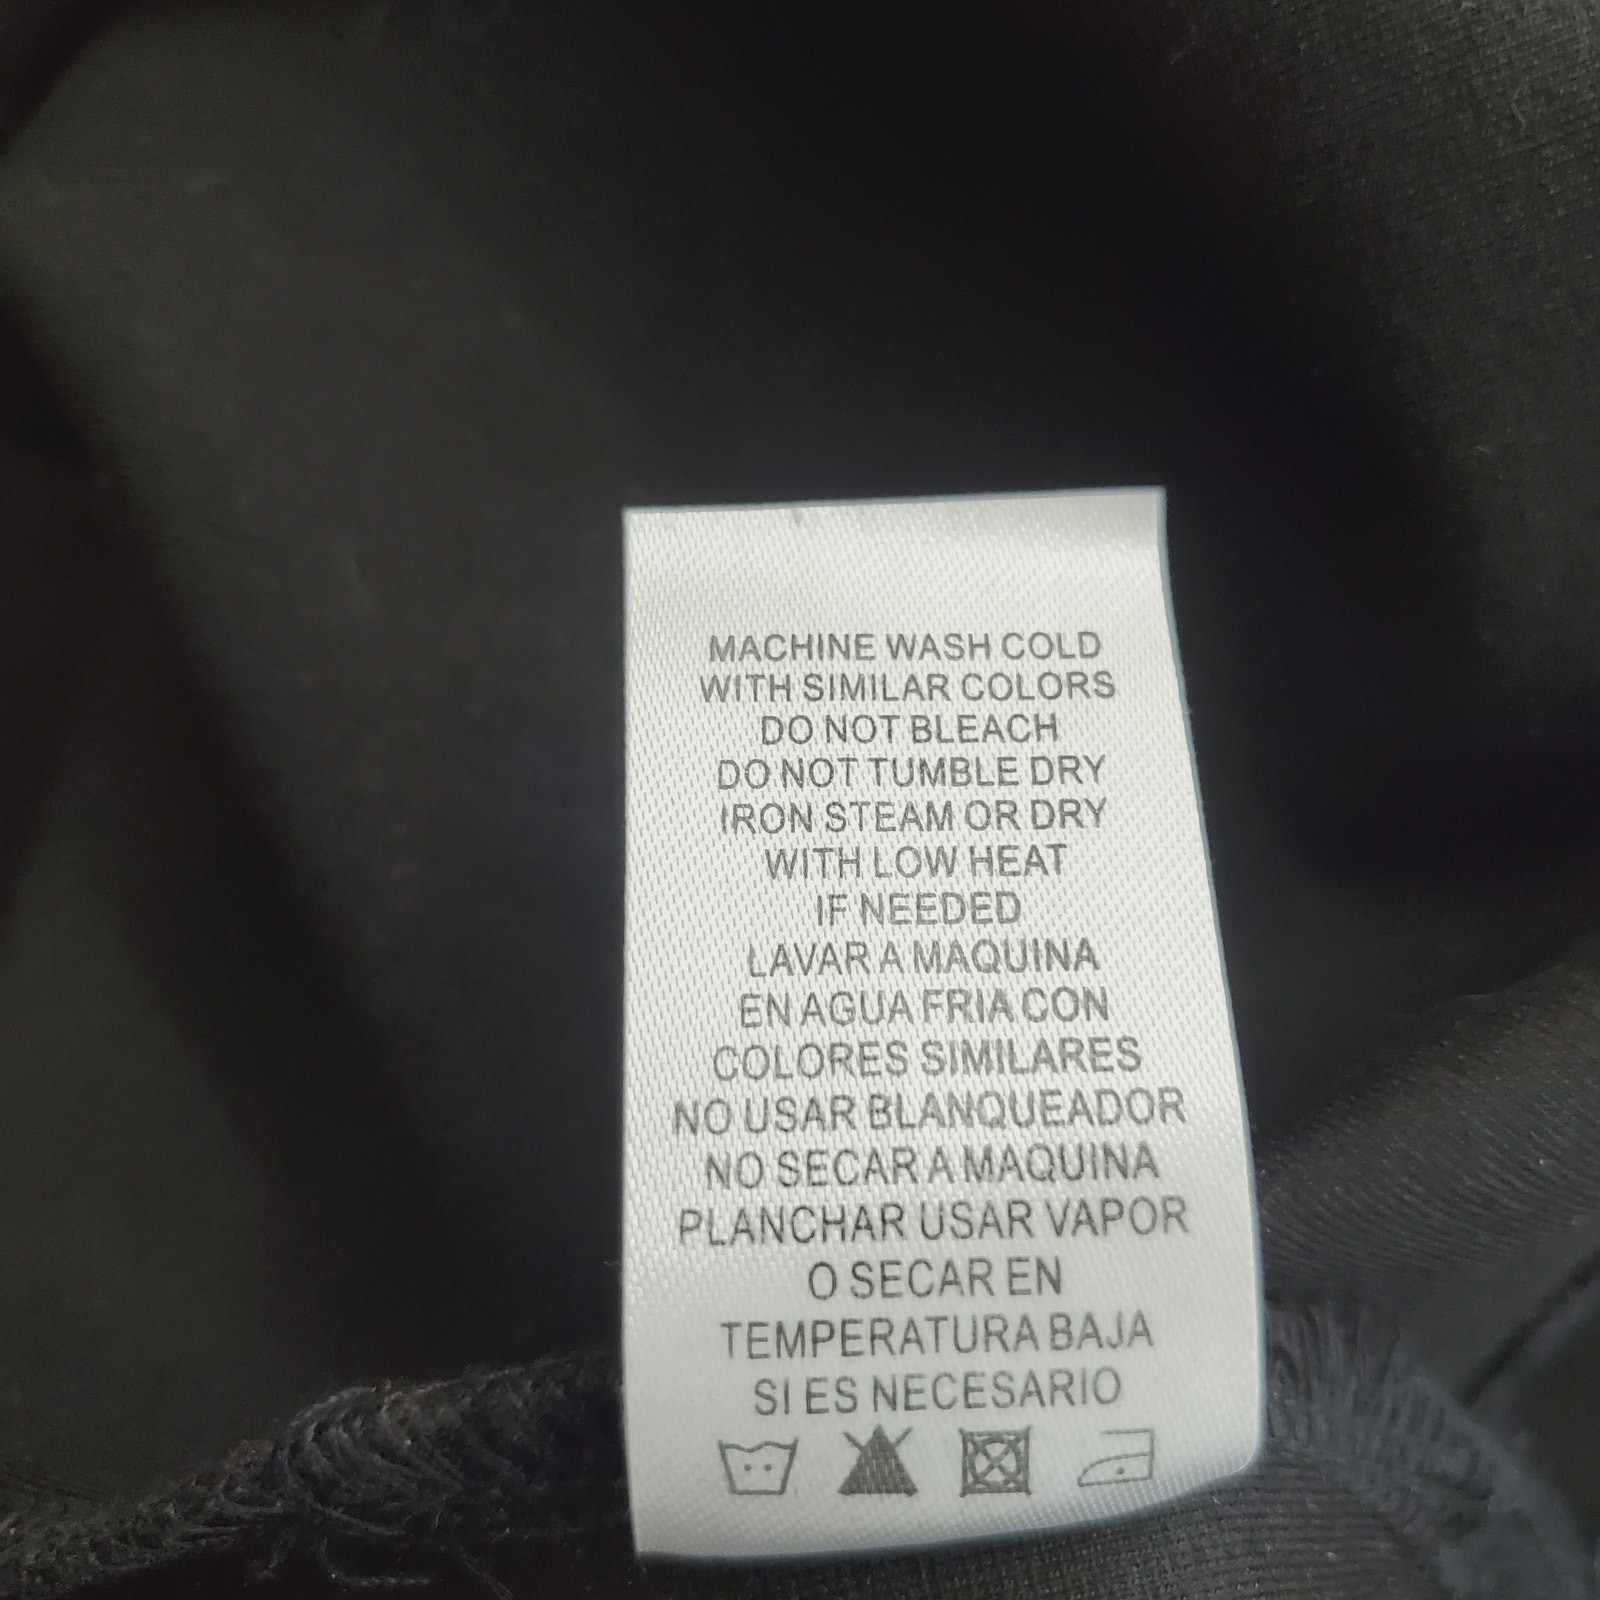 MACHINE WASH COLD
WITH SIMILAR COLORS
DO NOT BLEACH
DO NOT TUMBLE DRY
IRON STEAM OR DRY
WITH LOW HEAT
IF NEEDED
LAVAR A MAQUINA
EN AGUA FRIA CON
COLORES SIMILARES
NO USAR BLANQUEADOR
NO SECAR A MAQUINA
PLANCHAR USAR VAPOR
O SECAR EN
TEMPERATURA BAJA
SI ES NECESARIO